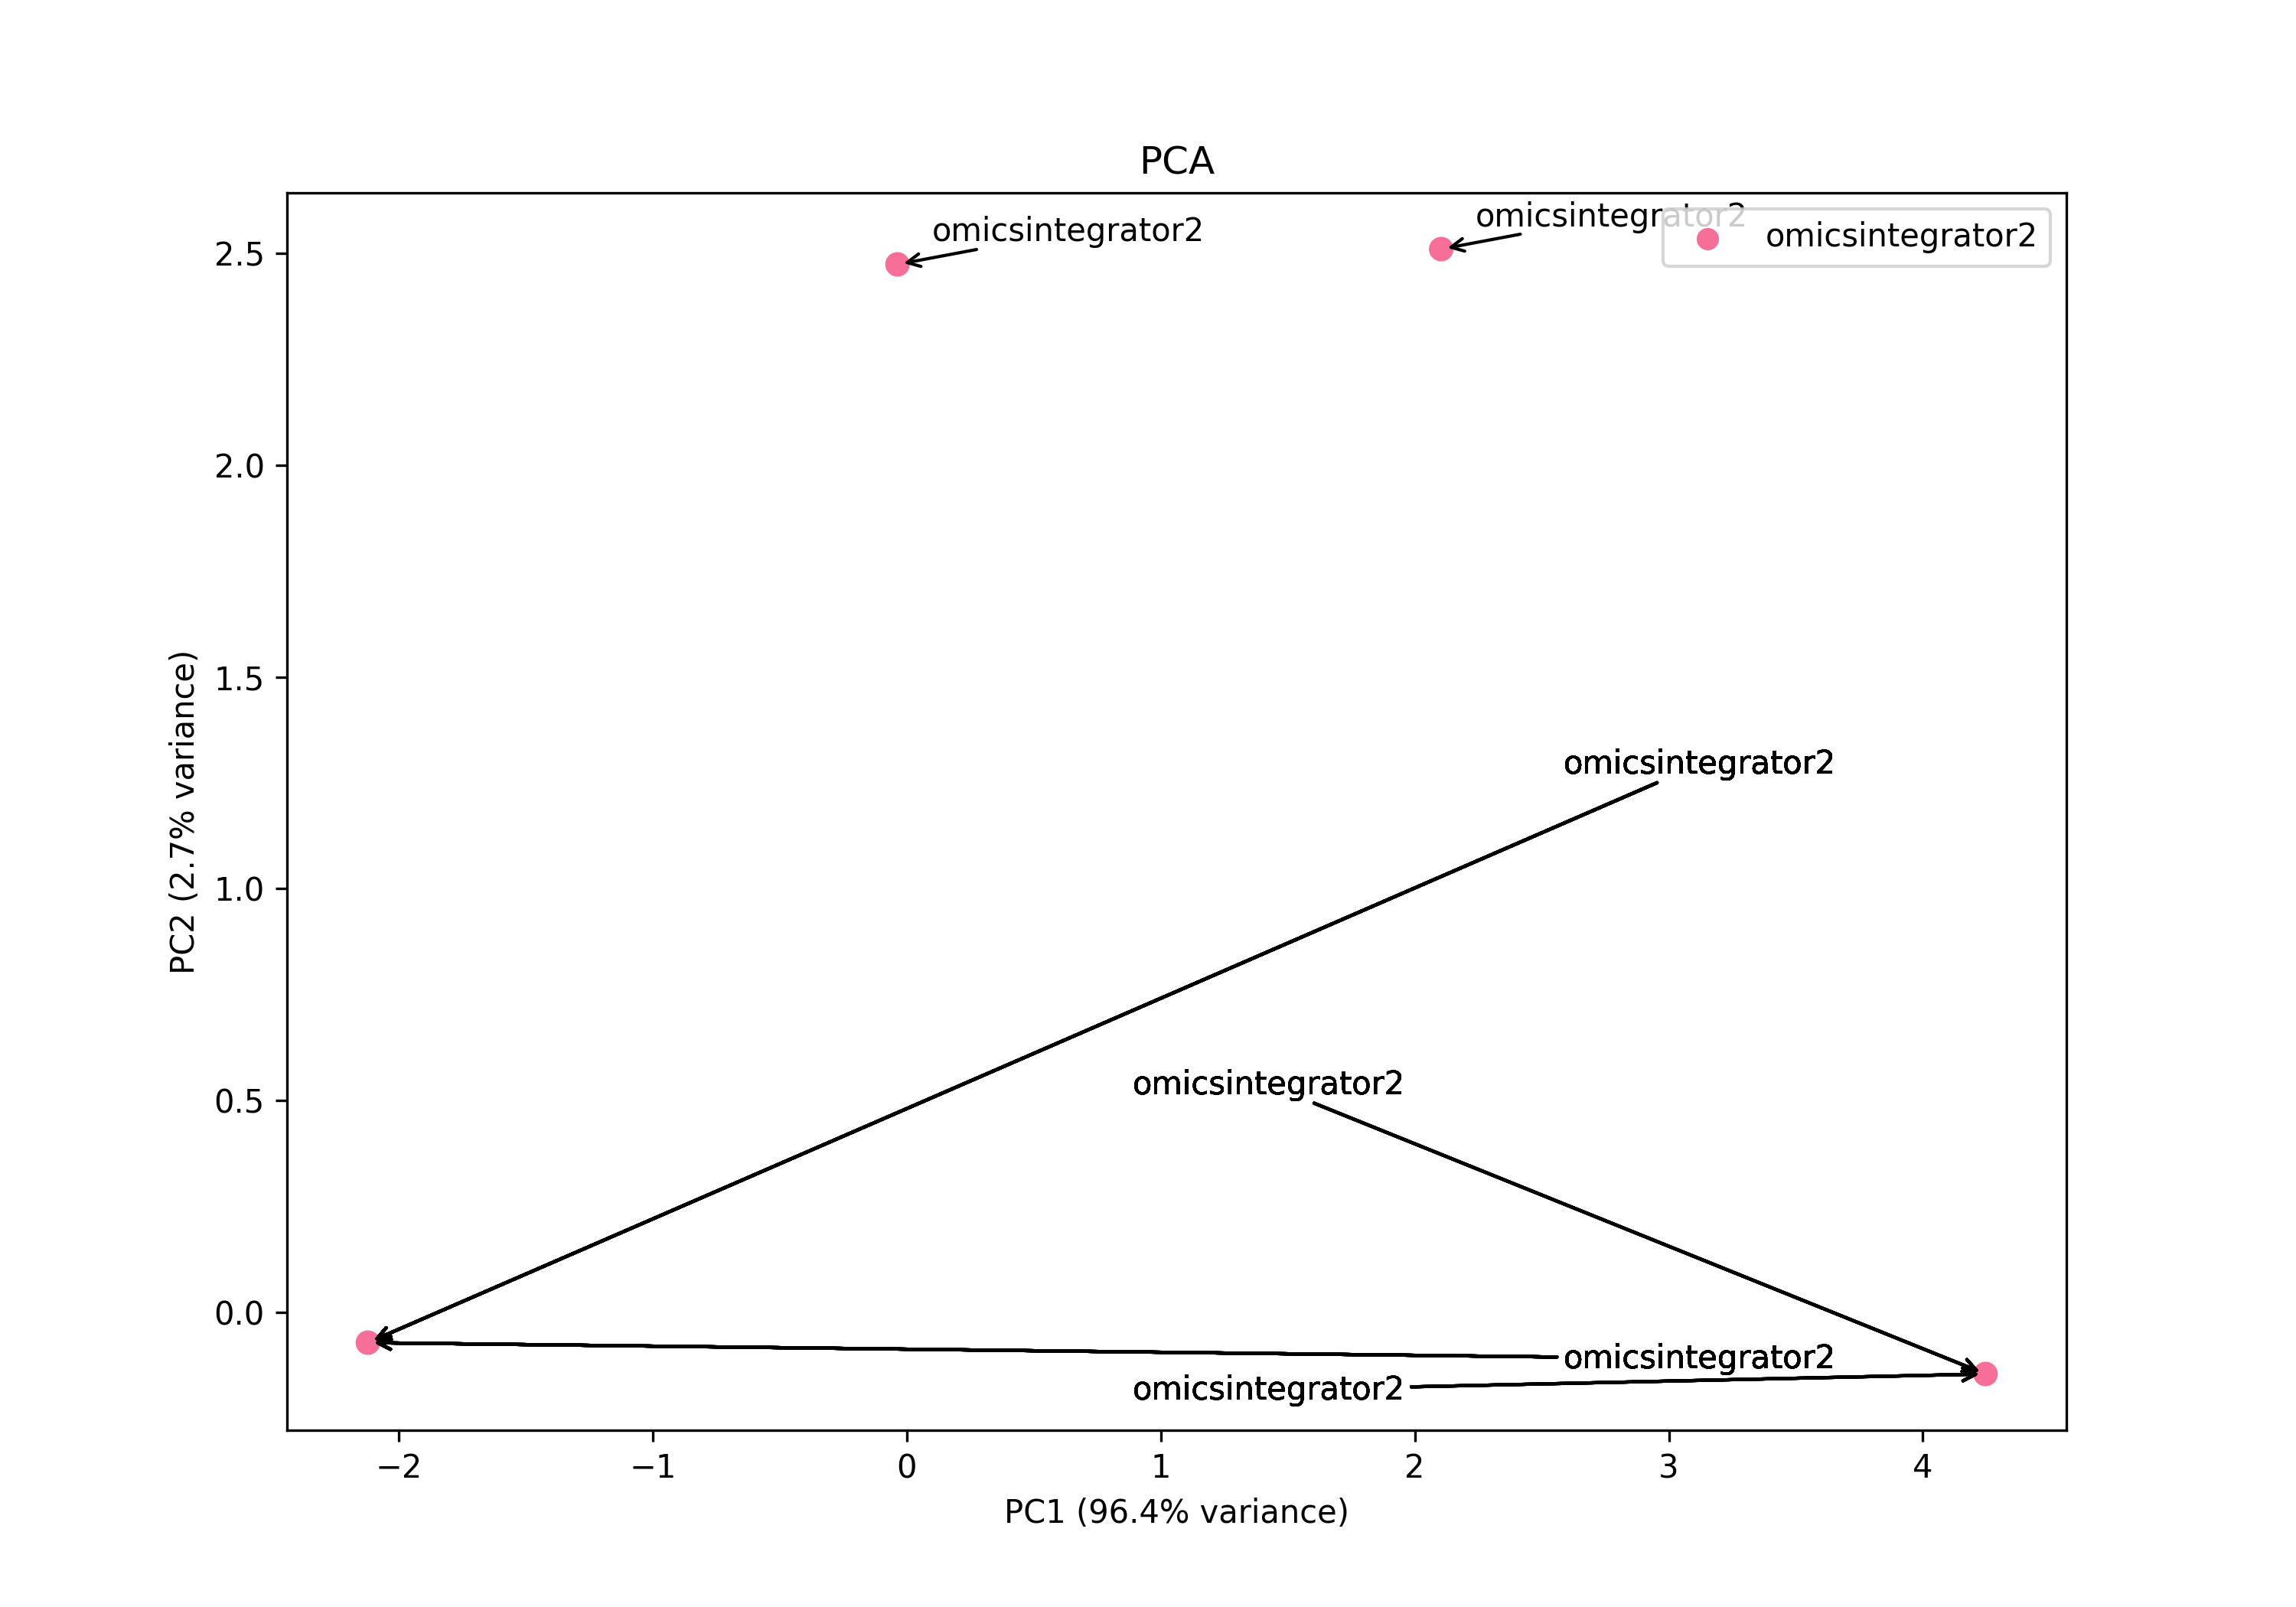 PCA
omicsintegrator2
omicsintegrator2
omicsintegrator2
2.5
2.0
1.5
1.0
0.5
0.0
PC2 (2.7% variance)
omicsintegrator2
omicsintegrator2
omicsintegrator2
omicsintegrator2
−2
−1
0
1
2
3
4
PC1 (96.4% variance)